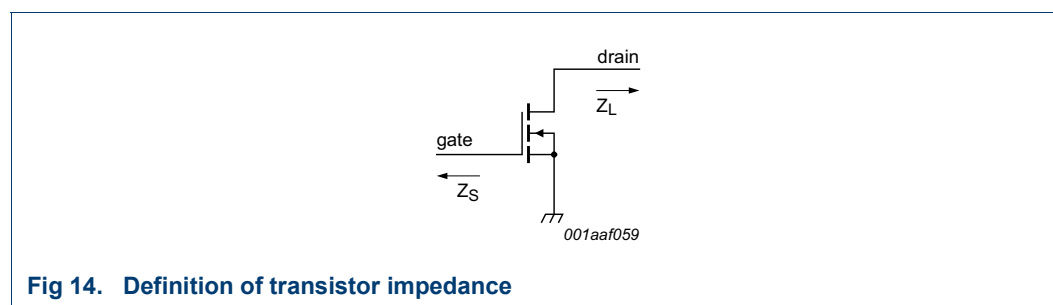 drain
Z_L
gate
Z_S
001aaf059
Fig 14. Definition of transistor impedance